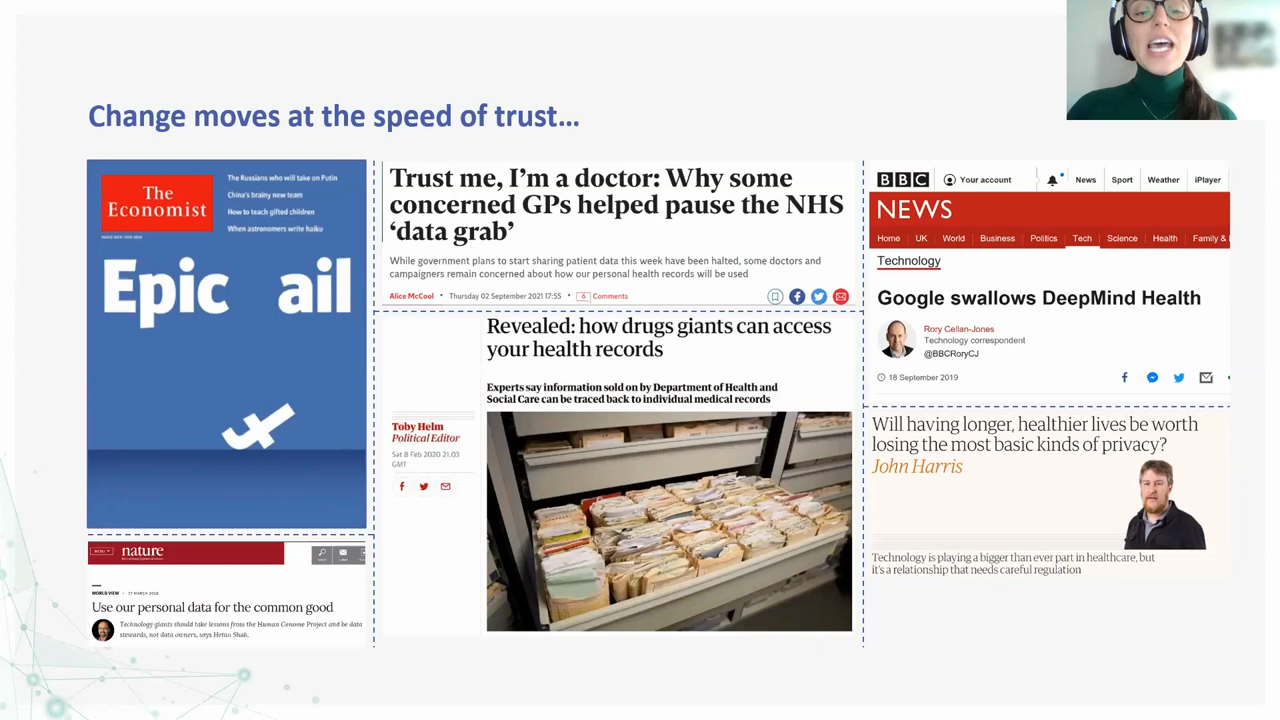 Change moves at the speed of trust...
The
Economist
The Russians who will take on Putin
China's brainy new team
How to teach gifted children
When astronomers write haiku
Epic ail
f
nature
WORLD VIEW • 27 MARCH 2018
Use our personal data for the common good
Technology giants should take lessons from the Human Genome Project and be data
stewards, not data owners, says Hetan Shah.
Trust me, I'm a doctor: Why some
concerned GPs helped pause the NHS
'data grab'
While government plans to start sharing patient data this week have been halted, some doctors and
campaigners remain concerned about how our personal health records will be used
Alice McCool • Thursday 02 September 2021 17:55 • 6 Comments
Revealed: how drugs giants can access
your health records
Experts say information sold on by Department of Health and
Social Care can be traced back to individual medical records
Toby Helm
Political Editor
Sat 8 Feb 2020 21.03
GMT
BBC Your account News Sport Weather iPlayer
NEWS
Home UK World Business Politics Tech Science Health Family &
Technology
Google swallows DeepMind Health
Rory Cellan-Jones
Technology correspondent
@BBCRoryCJ
18 September 2019
Will having longer, healthier lives be worth
losing the most basic kinds of privacy?
John Harris
Technology is playing a bigger than ever part in healthcare, but
it's a relationship that needs careful regulation